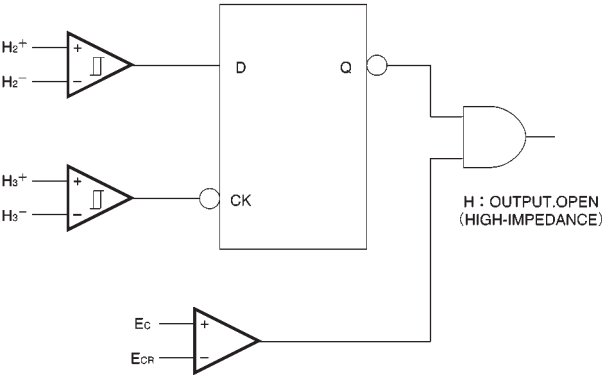 H2+
+
H2−
−
D
Q
H3+
+
H3−
−
CK
H : OUTPUT.OPEN
(HIGH-IMPEDANCE)
EC
+
ECR
−